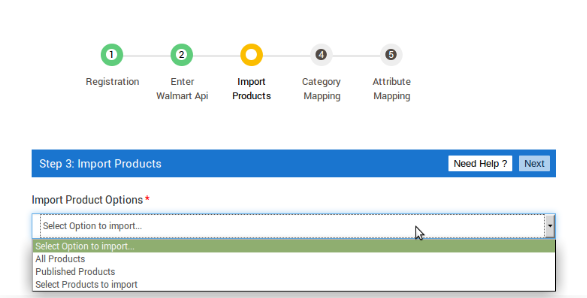 1 2 4 5
Registration Enter Import Category Attribute
Walmart Api Products Mapping Mapping
Step 3: Import Products Need Help ? Next
Import Product Options *
Select Option to import...
Select Option to import...
All Products
Published Products
Select Products to import